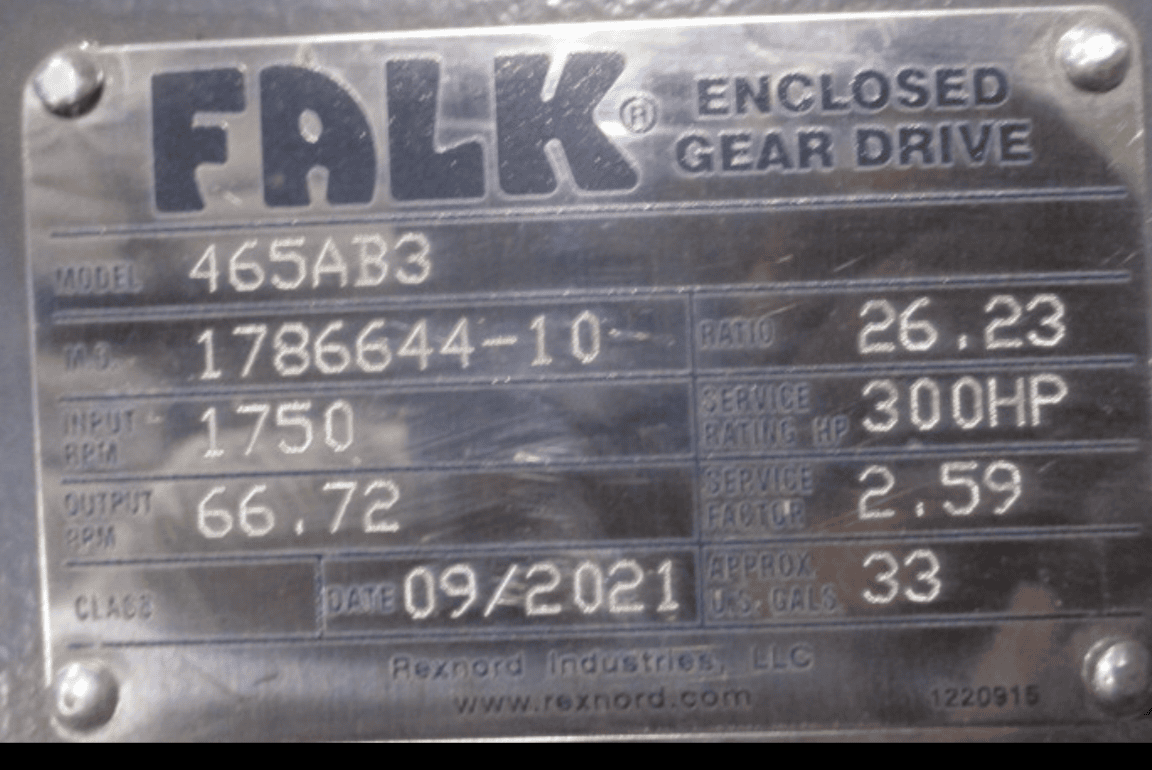 FALK® ENCLOSED
GEAR DRIVE
MODEL 465AB3
M.O. 1786644-10 RATIO 26.23
INPUT RPM 1750 SERVICE RATING HP 300HP
OUTPUT RPM 66.72 SERVICE FACTOR 2.59
CLASS DATE 09/2021 APPROX U.S. GALS 33
Rexnord Industries, LLC
www.rexnord.com 1220915